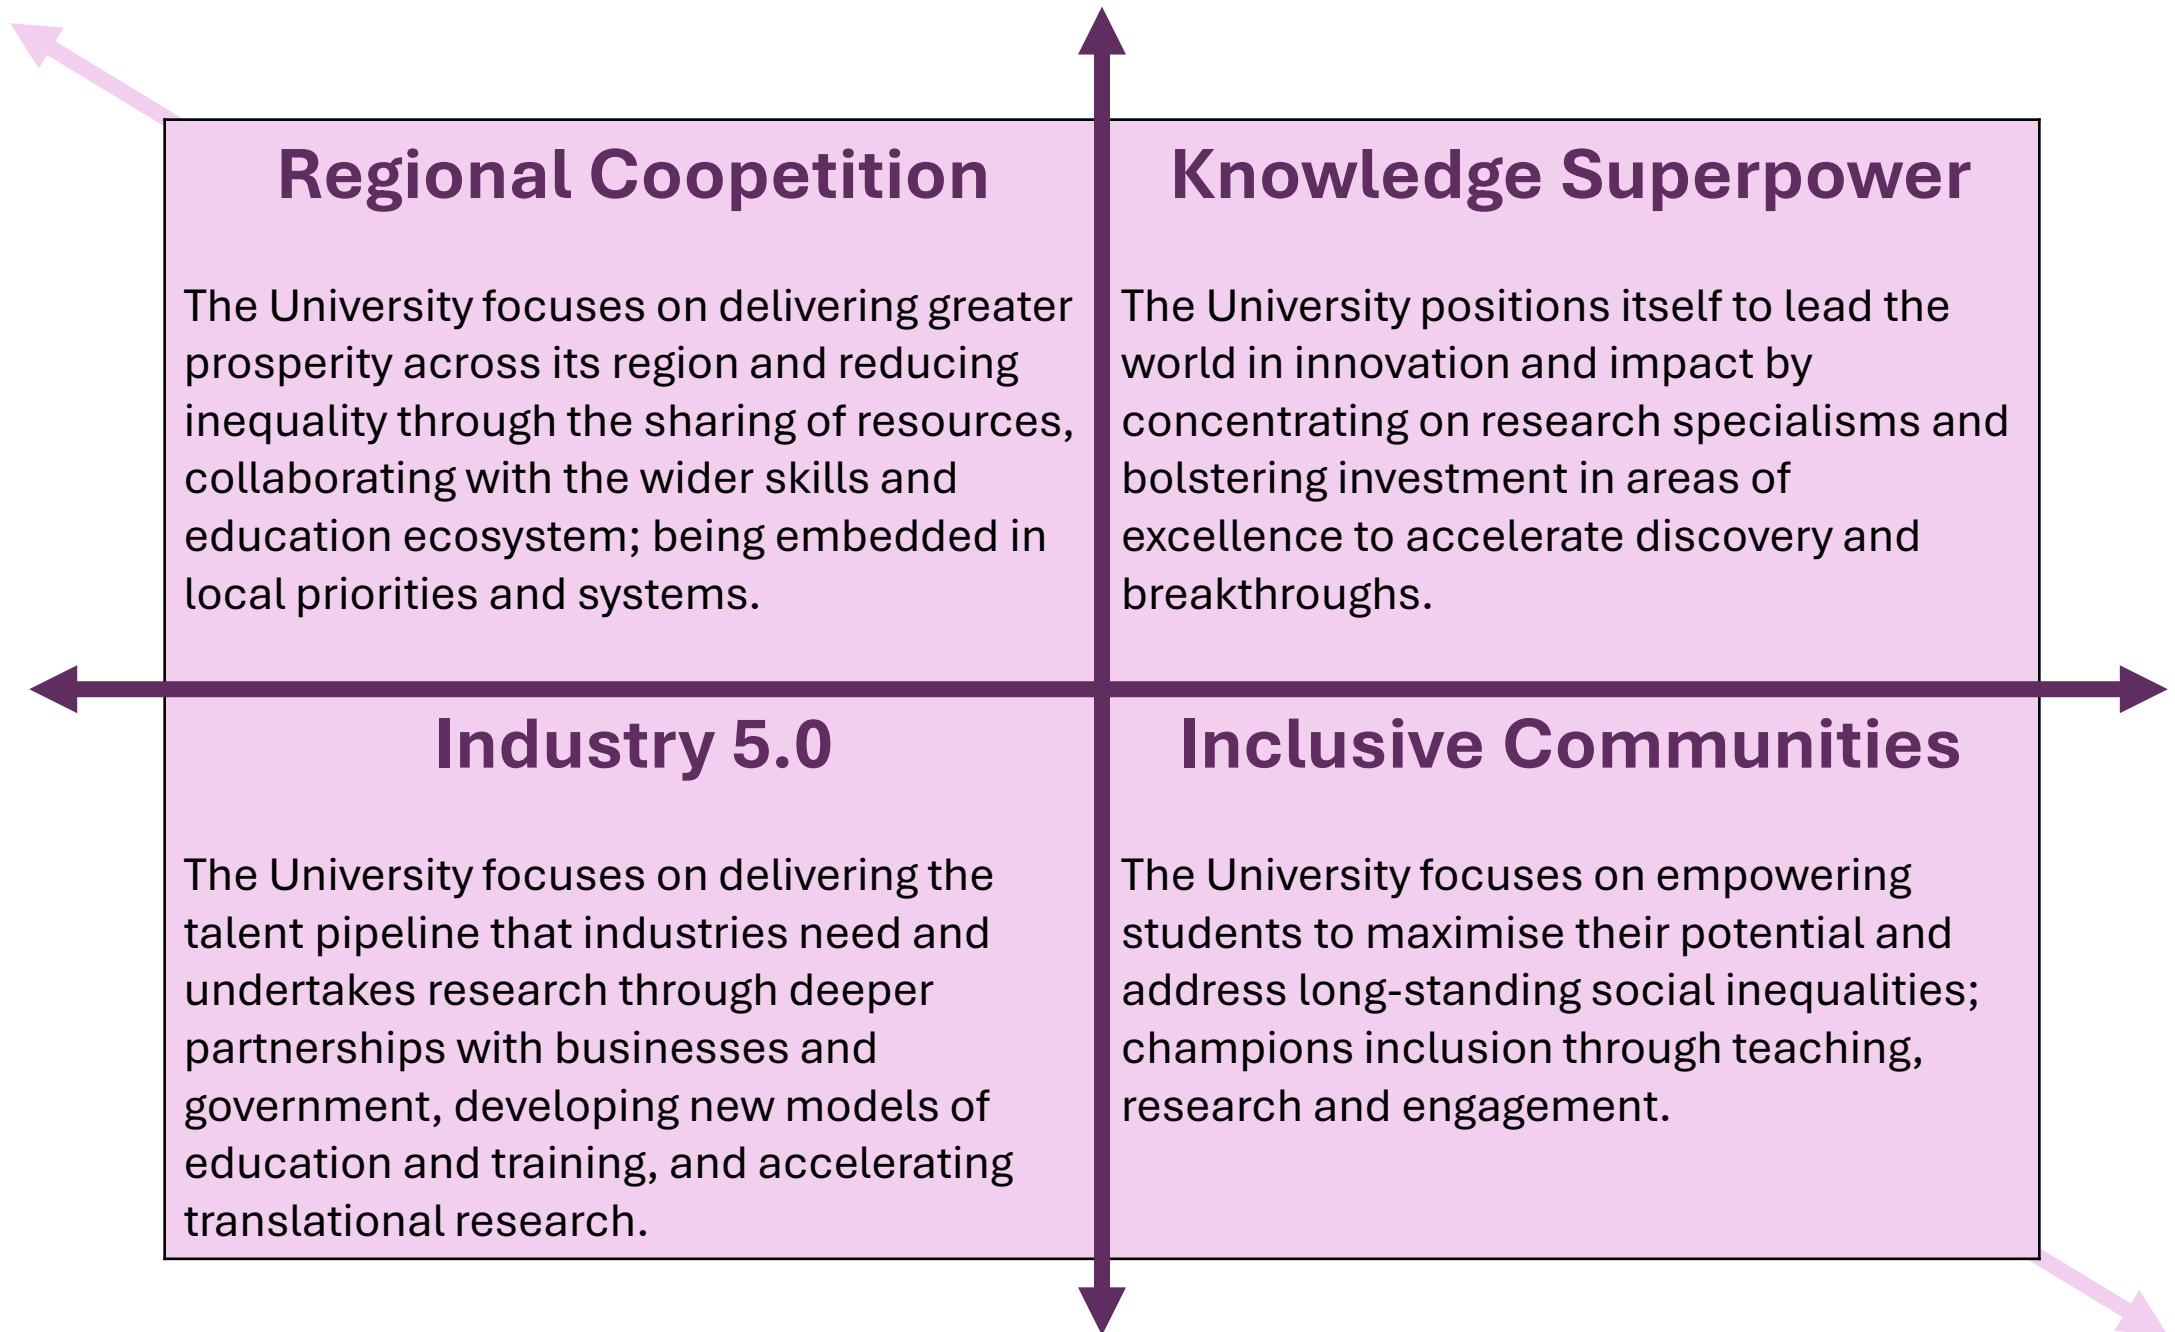 Regional Coopetition
The University focuses on delivering greater
prosperity across its region and reducing
inequality through the sharing of resources,
collaborating with the wider skills and
education ecosystem; being embedded in
local priorities and systems.
Knowledge Superpower
The University positions itself to lead the
world in innovation and impact by
concentrating on research specialisms and
bolstering investment in areas of
excellence to accelerate discovery and
breakthroughs.
Industry 5.0
The University focuses on delivering the
talent pipeline that industries need and
undertakes research through deeper
partnerships with businesses and
government, developing new models of
education and training, and accelerating
translational research.
Inclusive Communities
The University focuses on empowering
students to maximise their potential and
address long-standing social inequalities;
champions inclusion through teaching,
research and engagement.